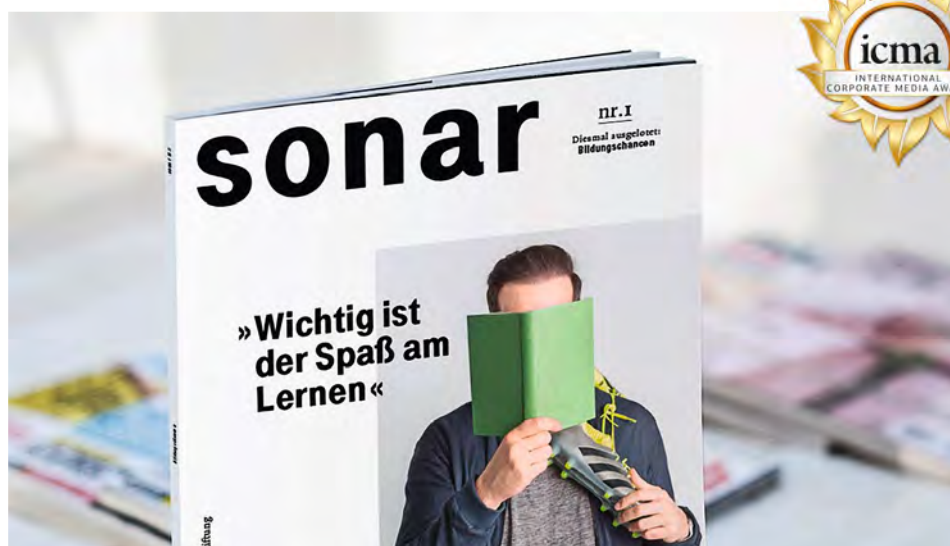 sonar
nr.1
Diesmal ausgelotet:
Bildungschancen
»Wichtig ist
der Spaß am
Lernen«
icma
INTERNATIONAL
CORPORATE MEDIA AWA